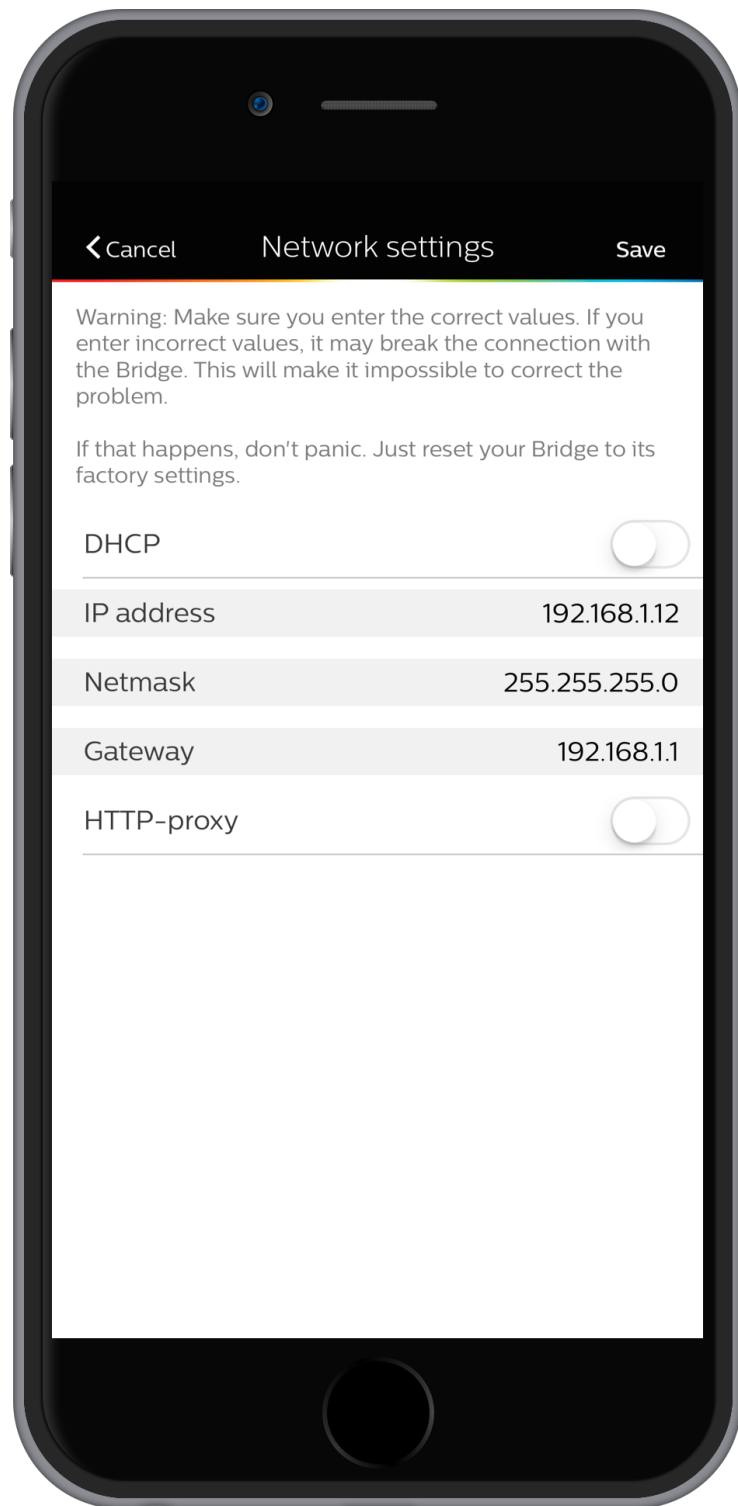 Cancel Network settings Save
Warning: Make sure you enter the correct values. If you
enter incorrect values, it may break the connection with
the Bridge. This will make it impossible to correct the
problem.
If that happens, don't panic. Just reset your Bridge to its
factory settings.
DHCP
IP address 192.168.1.12
Netmask 255.255.255.0
Gateway 192.168.1.1
HTTP-proxy